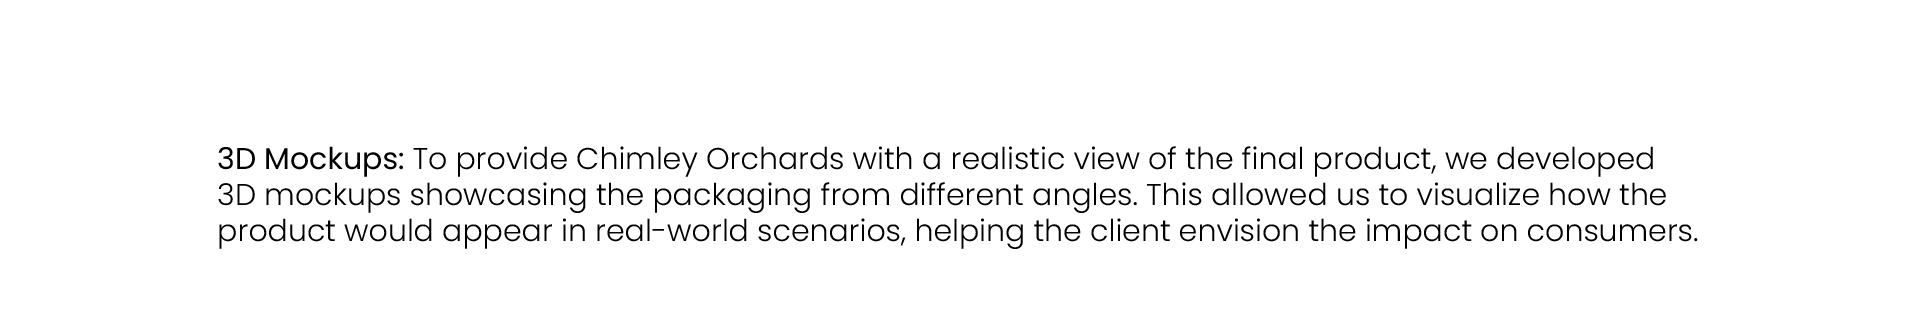 3D Mockups: To provide Chimley Orchards with a realistic view of the final product, we developed
3D mockups showcasing the packaging from different angles. This allowed us to visualize how the
product would appear in real-world scenarios, helping the client envision the impact on consumers.